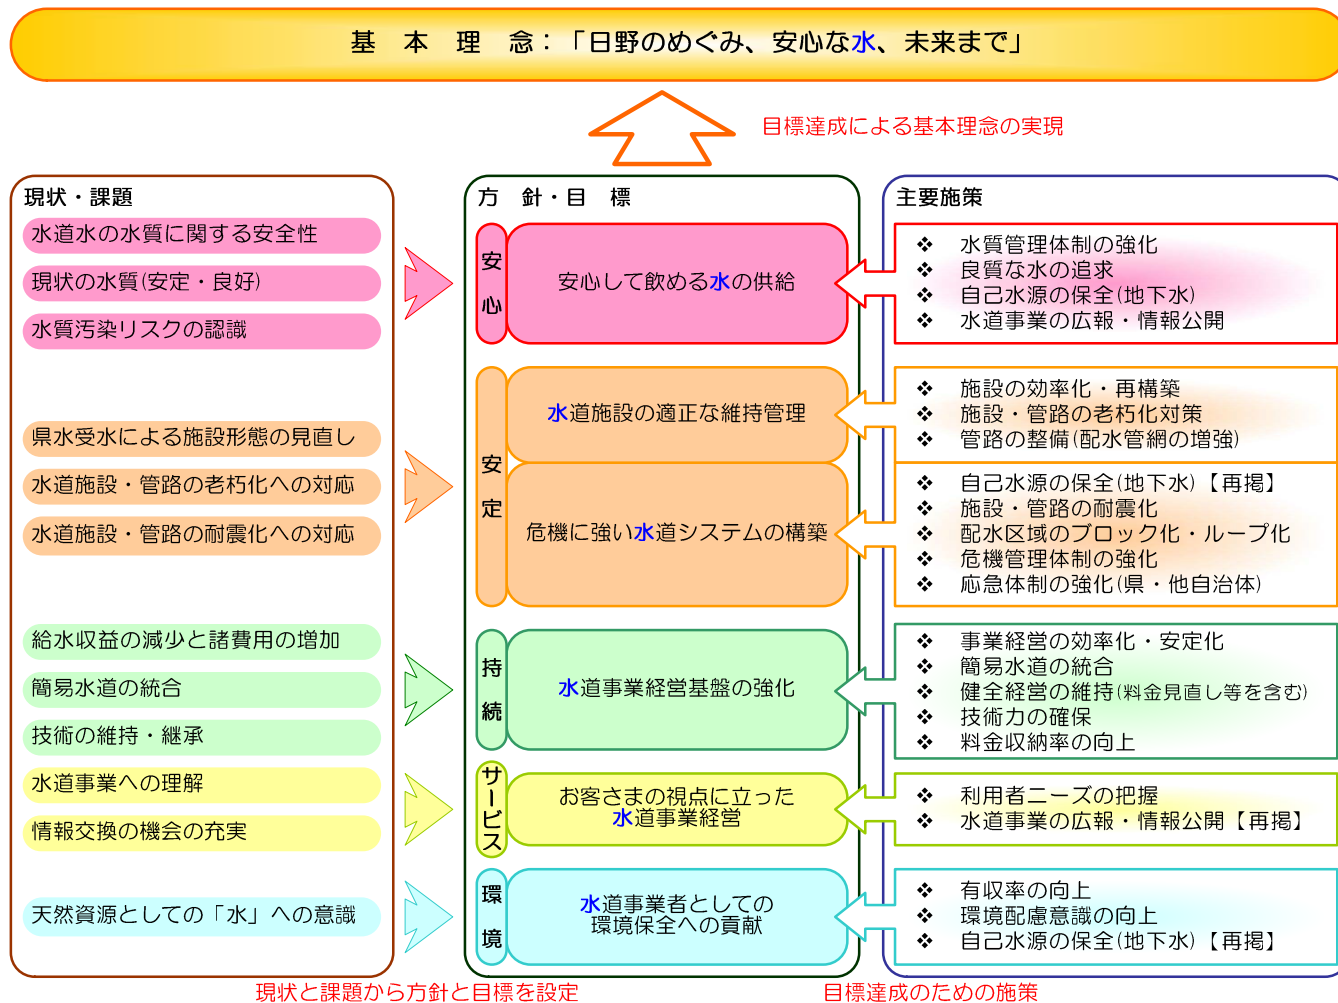 基 本 理 念：「日野のめぐみ、安心な水、未来まで」
目標達成による基本理念の実現
現状・課題
水道水の水質に関する安全性
現状の水質(安定・良好)
水質汚染リスクの認識
県水受水による施設形態の見直し
水道施設・管路の老朽化への対応
水道施設・管路の耐震化への対応
給水収益の減少と諸費用の増加
簡易水道の統合
技術の維持・継承
水道事業への理解
情報交換の機会の充実
天然資源としての「水」への意識
方 針・目 標
安心
安心して飲める水の供給
安定
水道施設の適正な維持管理
危機に強い水道システムの構築
持続
水道事業経営基盤の強化
サービス
お客さまの視点に立った
水道事業経営
環境
水道事業者としての
環境保全への貢献
主要施策
❖ 水質管理体制の強化
❖ 良質な水の追求
❖ 自己水源の保全(地下水)
❖ 水道事業の広報・情報公開
❖ 施設の効率化・再構築
❖ 施設・管路の老朽化対策
❖ 管路の整備(配水管網の増強)
❖ 自己水源の保全(地下水)【再掲】
❖ 施設・管路の耐震化
❖ 配水区域のブロック化・ループ化
❖ 危機管理体制の強化
❖ 応急体制の強化(県・他自治体)
❖ 事業経営の効率化・安定化
❖ 簡易水道の統合
❖ 健全経営の維持(料金見直し等を含む)
❖ 技術力の確保
❖ 料金収納率の向上
❖ 利用者ニーズの把握
❖ 水道事業の広報・情報公開【再掲】
❖ 有収率の向上
❖ 環境配慮意識の向上
❖ 自己水源の保全(地下水)【再掲】
現状と課題から方針と目標を設定
目標達成のための施策